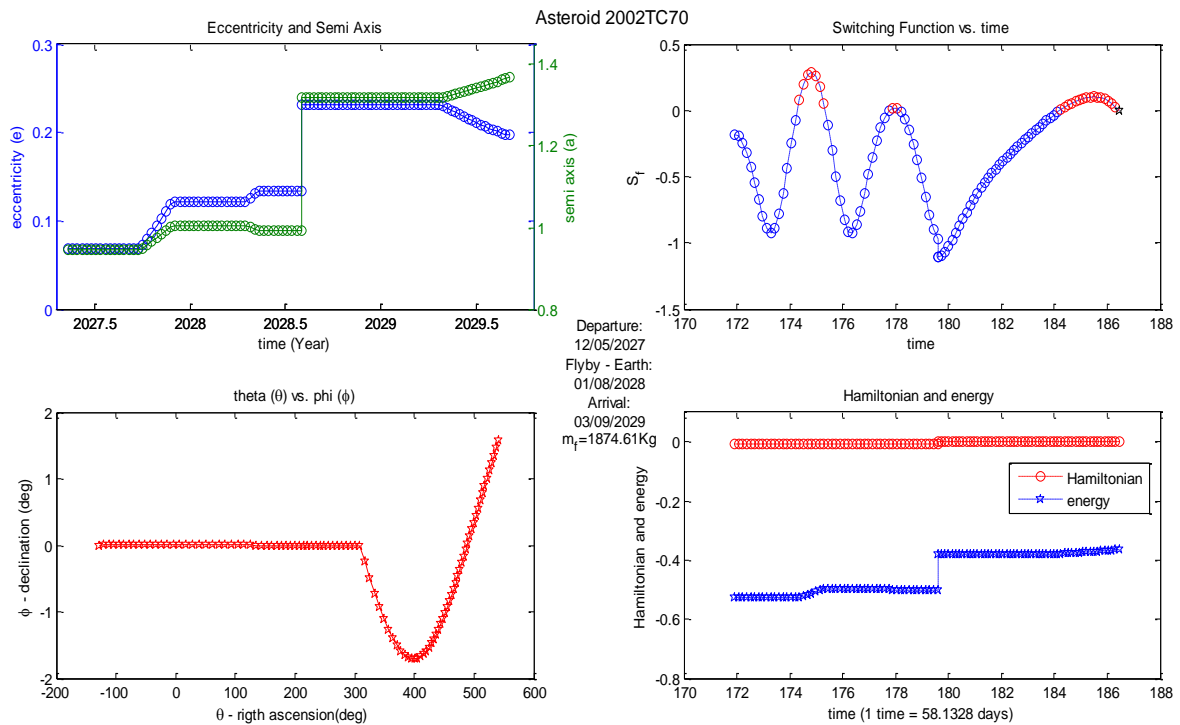 Asteroid 2002TC70
Eccentricity and Semi Axis
0.3
0.2
0.1
0
eccentricity (e)
1.4
1.2
1
0.8
semi axis (a)
2027.5 2028 2028.5 2029 2029.5
time (Year)
Switching Function vs. time
0.5
0
-0.5
-1
-1.5
S_f
170 172 174 176 178 180 182 184 186 188
time
Departure:
12/05/2027
Flyby - Earth:
01/08/2028
Arrival:
03/09/2029
m_f=1874.61Kg
theta (θ) vs. phi (ϕ)
2
1
0
-1
-2
ϕ - declination (deg)
-200 -100 0 100 200 300 400 500 600
θ - rigth ascension(deg)
Hamiltonian and energy
0.2
0
-0.2
-0.4
-0.6
-0.8
Hamiltonian and energy
Hamiltonian
energy
170 172 174 176 178 180 182 184 186 188
time (1 time = 58.1328 days)